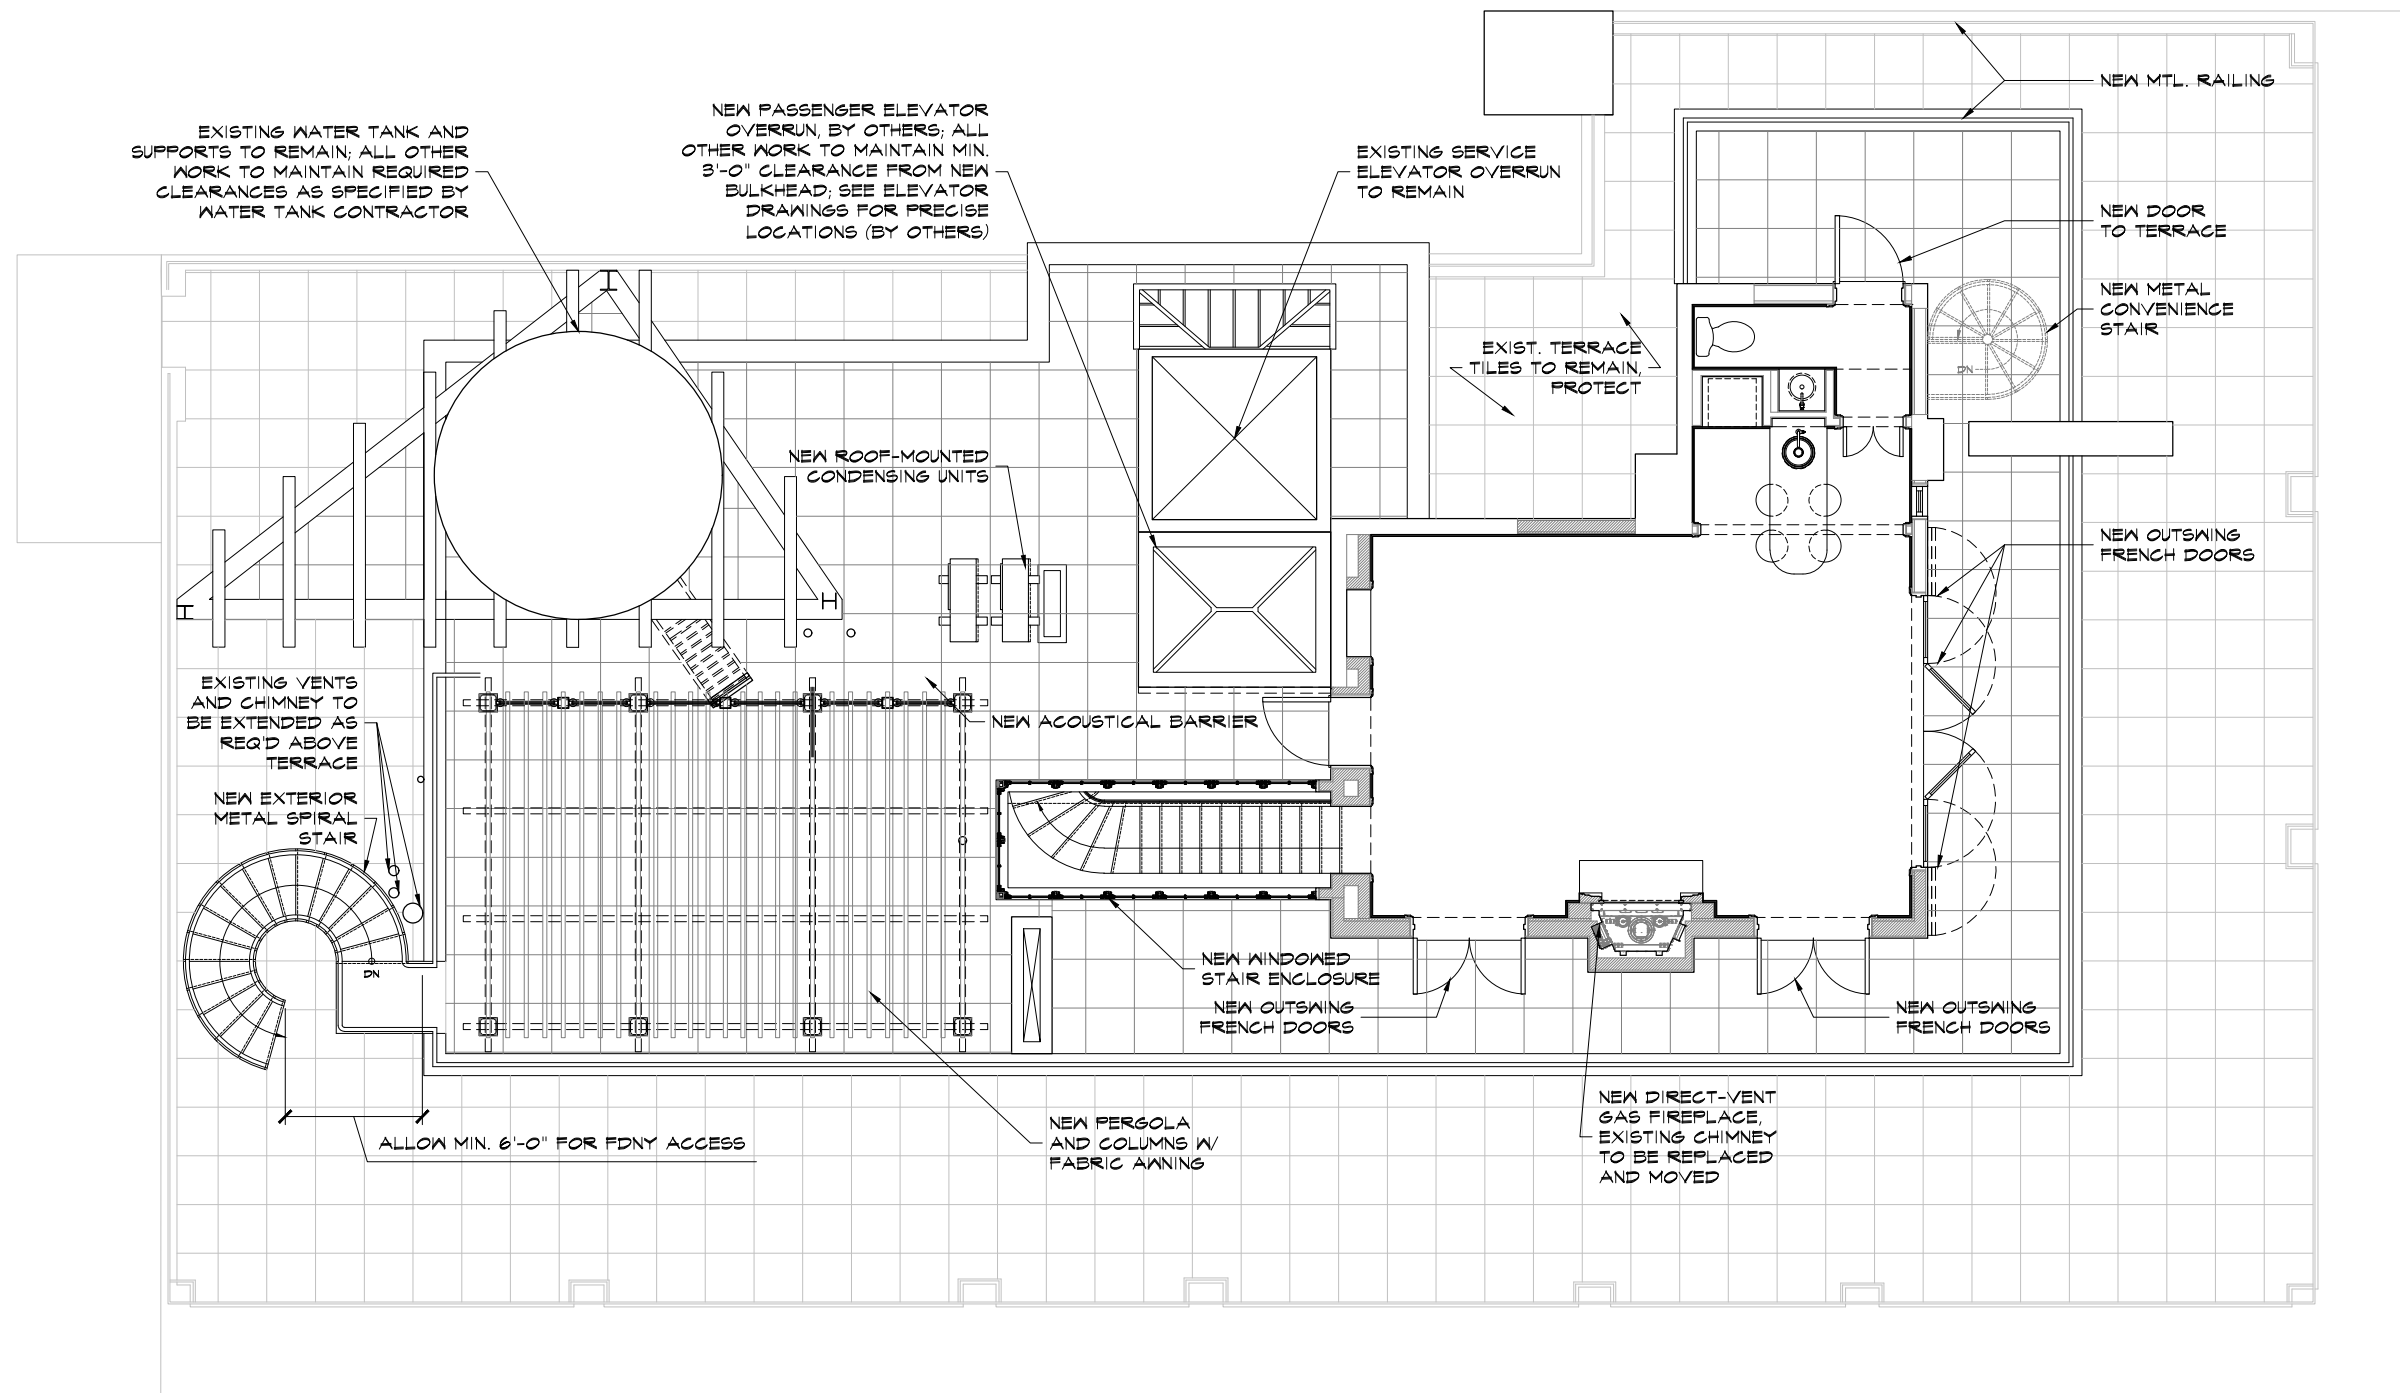 NEW MTL. RAILING
NEW PASSENGER ELEVATOR
OVERRUN, BY OTHERS; ALL
OTHER WORK TO MAINTAIN MIN.
3'-0" CLEARANCE FROM NEW
BULKHEAD; SEE ELEVATOR
DRAWINGS FOR PRECISE
LOCATIONS (BY OTHERS)
EXISTING WATER TANK AND
SUPPORTS TO REMAIN; ALL OTHER
WORK TO MAINTAIN REQUIRED
CLEARANCES AS SPECIFIED BY
WATER TANK CONTRACTOR
EXISTING SERVICE
ELEVATOR OVERRUN
TO REMAIN
NEW DOOR
TO TERRACE
NEW METAL
CONVENIENCE
STAIR
DN
EXIST. TERRACE
TILES TO REMAIN,
PROTECT
NEW ROOF-MOUNTED
CONDENSING UNITS
NEW OUTSWING
FRENCH DOORS
EXISTING VENTS
AND CHIMNEY TO
BE EXTENDED AS
REQ'D ABOVE
TERRACE
NEW ACOUSTICAL BARRIER
NEW EXTERIOR
METAL SPIRAL
STAIR
DN
NEW WINDOWED
STAIR ENCLOSURE
NEW OUTSWING
FRENCH DOORS
NEW OUTSWING
FRENCH DOORS
NEW DIRECT-VENT
GAS FIREPLACE,
EXISTING CHIMNEY
TO BE REPLACED
AND MOVED
NEW PERGOLA
AND COLUMNS W/
FABRIC AWNING
ALLOW MIN. 6'-0" FOR FDNY ACCESS